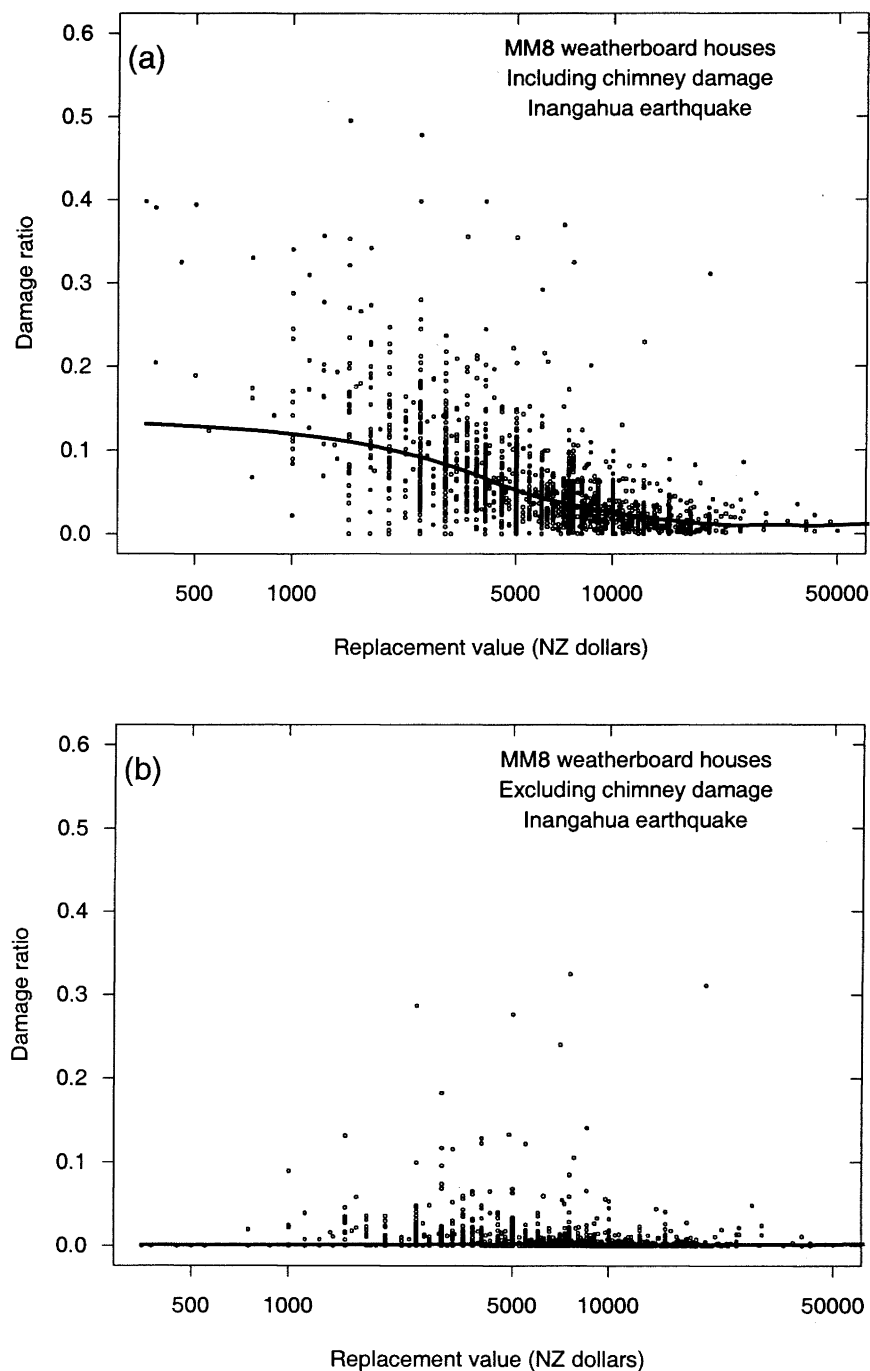 (a)
MM8 weatherboard houses
Including chimney damage
Inangahua earthquake
Damage ratio
0.6
0.5
0.4
0.3
0.2
0.1
0.0
500 1000 5000 10000 50000
Replacement value (NZ dollars)
(b)
MM8 weatherboard houses
Excluding chimney damage
Inangahua earthquake
Damage ratio
0.6
0.5
0.4
0.3
0.2
0.1
0.0
500 1000 5000 10000 50000
Replacement value (NZ dollars)